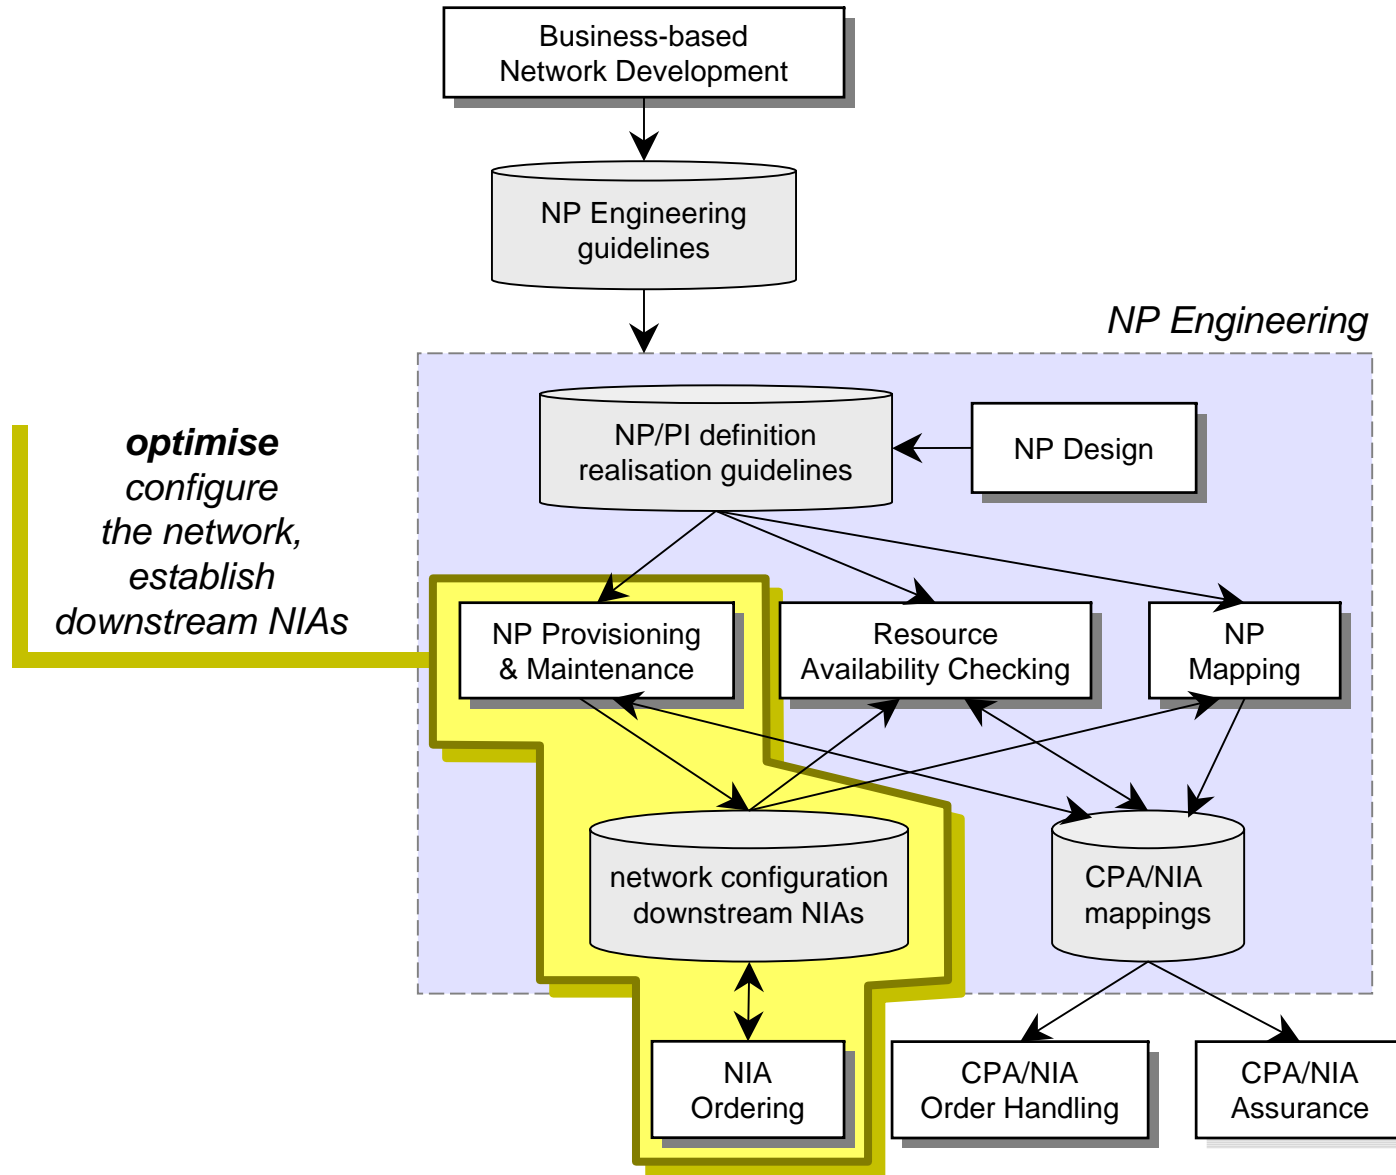 Business-based
Network Development
NP Engineering
guidelines
NP Engineering
NP/PI definition
realisation guidelines
NP Design
optimise
configure
the network,
establish
downstream NIAs
NP Provisioning
& Maintenance
Resource
Availability Checking
NP
Mapping
network configuration
downstream NIAs
CPA/NIA
mappings
NIA
Ordering
CPA/NIA
Order Handling
CPA/NIA
Assurance